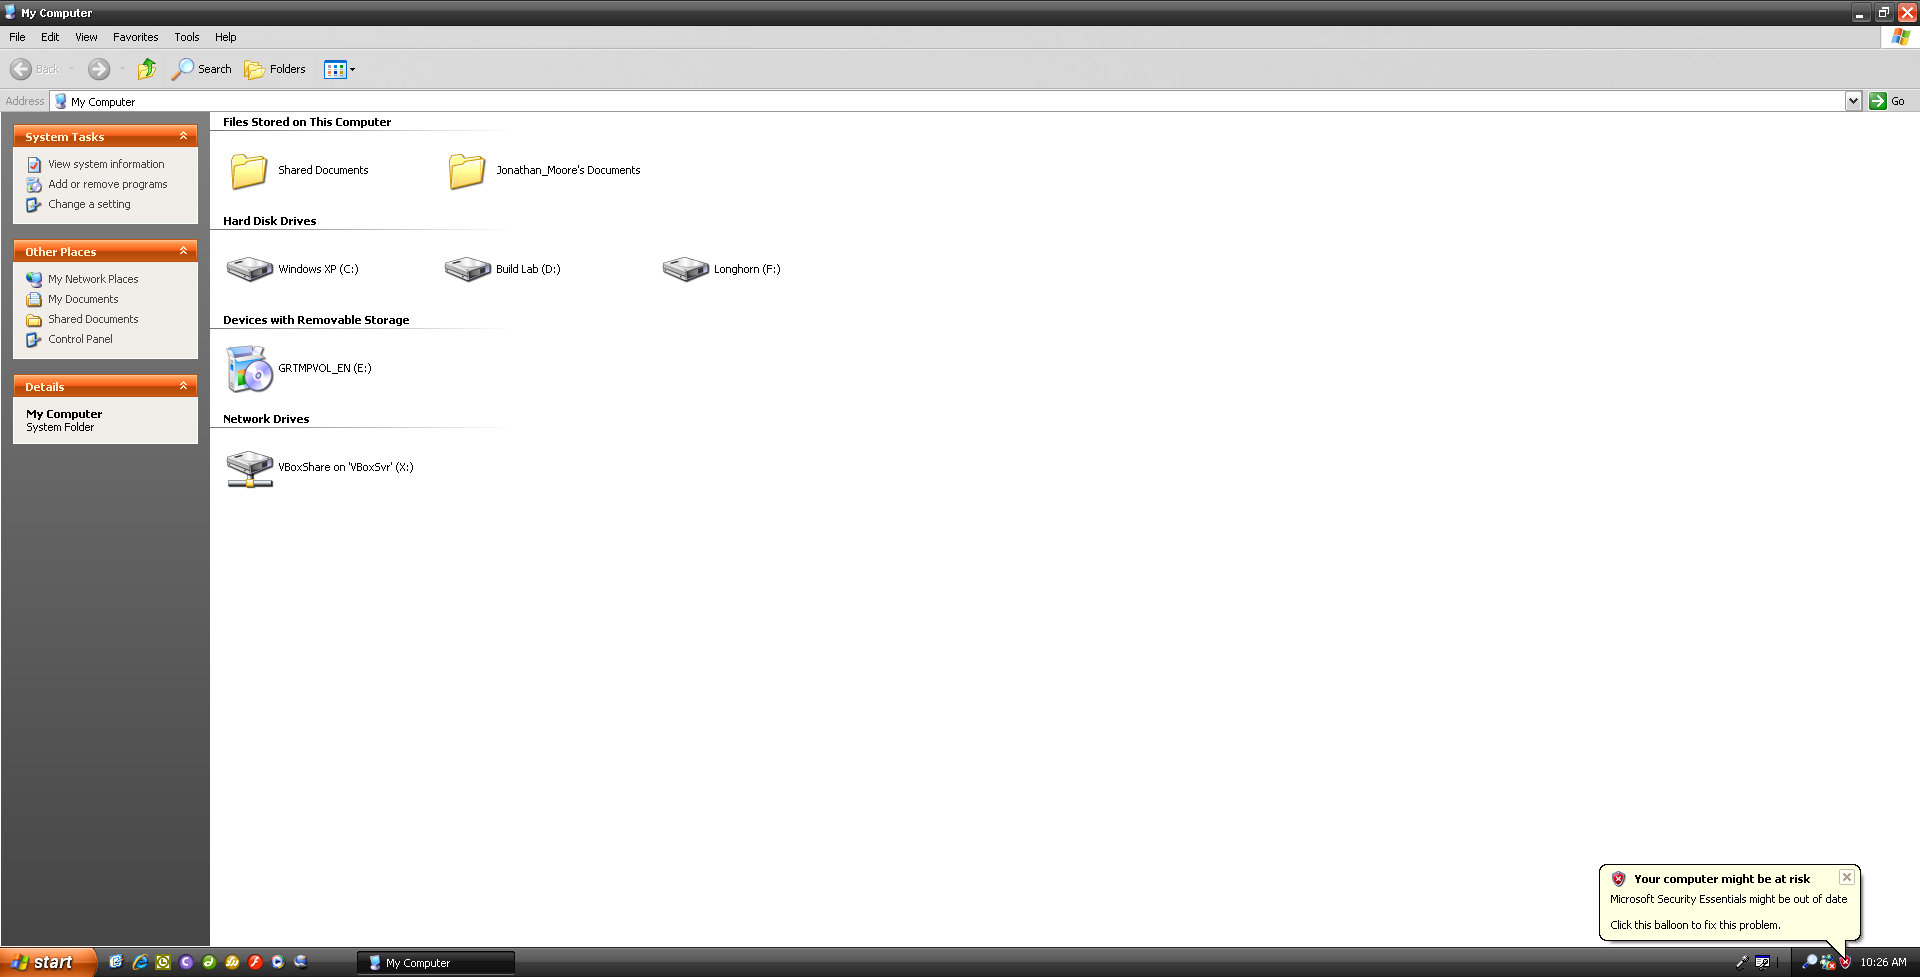 My Computer
File Edit View Favorites Tools Help
Back Search Folders
Address My Computer Go
System Tasks
View system information
Add or remove programs
Change a setting
Other Places
My Network Places
My Documents
Shared Documents
Control Panel
Details
My Computer
System Folder
Files Stored on This Computer
Shared Documents Jonathan_Moore's Documents
Hard Disk Drives
Windows XP (C:) Build Lab (D:) Longhorn (F:)
Devices with Removable Storage
GRTMPVOL_EN (E:)
Network Drives
VBoxShare on 'VBoxSvr' (X:)
Your computer might be at risk
Microsoft Security Essentials might be out of date
Click this balloon to fix this problem.
start My Computer 10:26 AM